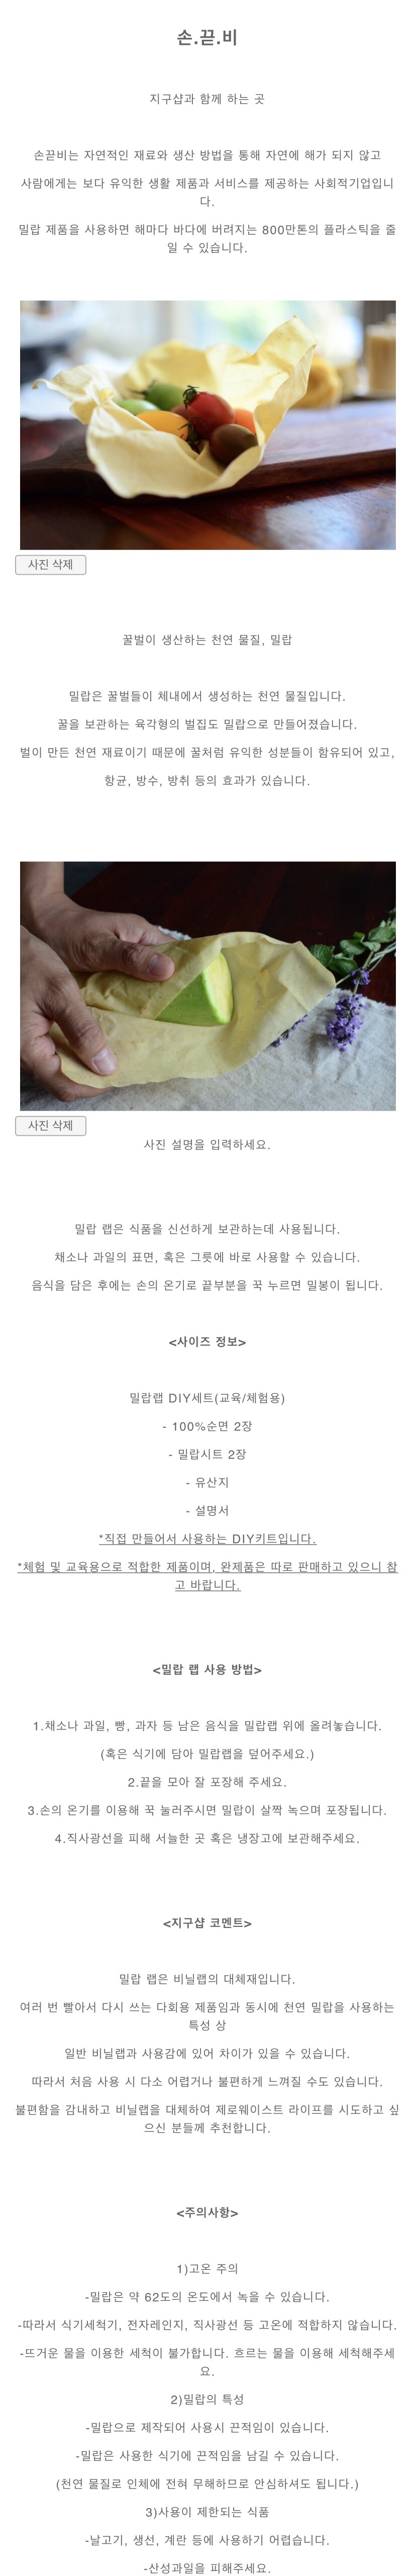 손.끝.비
지구샵과 함께 하는 곳
손끝비는 자연적인 재료와 생산 방법을 통해 자연에 해가 되지 않고
사람에게는 보다 유익한 생활 제품과 서비스를 제공하는 사회적기업입니
다.
밀랍 제품을 사용하면 해마다 바다에 버려지는 800만톤의 플라스틱을 줄
일 수 있습니다.
사진 삭제
꿀벌이 생산하는 천연 물질, 밀랍
밀랍은 꿀벌들이 체내에서 생성하는 천연 물질입니다.
꿀을 보관하는 육각형의 벌집도 밀랍으로 만들어졌습니다.
벌이 만든 천연 재료이기 때문에 꿀처럼 유익한 성분들이 함유되어 있고,
항균, 방수, 방취 등의 효과가 있습니다.
사진 삭제
사진 설명을 입력하세요.
밀랍 랩은 식품을 신선하게 보관하는데 사용됩니다.
채소나 과일의 표면, 혹은 그릇에 바로 사용할 수 있습니다.
음식을 담은 후에는 손의 온기로 끝부분을 꾹 누르면 밀봉이 됩니다.
<사이즈 정보>
밀랍랩 DIY세트(교육/체험용)
- 100%순면 2장
- 밀랍시트 2장
- 유산지
- 설명서
*직접 만들어서 사용하는 DIY키트입니다.
*체험 및 교육용으로 적합한 제품이며, 완제품은 따로 판매하고 있으니 참
고 바랍니다.
<밀랍 랩 사용 방법>
1.채소나 과일, 빵, 과자 등 남은 음식을 밀랍랩 위에 올려놓습니다.
(혹은 식기에 담아 밀랍랩을 덮어주세요.)
2.끝을 모아 잘 포장해 주세요.
3.손의 온기를 이용해 꾹 눌러주시면 밀랍이 살짝 녹으며 포장됩니다.
4.직사광선을 피해 서늘한 곳 혹은 냉장고에 보관해주세요.
<지구샵 코멘트>
밀랍 랩은 비닐랩의 대체재입니다.
여러 번 빨아서 다시 쓰는 다회용 제품임과 동시에 천연 밀랍을 사용하는
특성 상
일반 비닐랩과 사용감에 있어 차이가 있을 수 있습니다.
따라서 처음 사용 시 다소 어렵거나 불편하게 느껴질 수도 있습니다.
불편함을 감내하고 비닐랩을 대체하여 제로웨이스트 라이프를 시도하고 싶
으신 분들께 추천합니다.
<주의사항>
1)고온 주의
-밀랍은 약 62도의 온도에서 녹을 수 있습니다.
-따라서 식기세척기, 전자레인지, 직사광선 등 고온에 적합하지 않습니다.
-뜨거운 물을 이용한 세척이 불가합니다. 흐르는 물을 이용해 세척해주세
요.
2)밀랍의 특성
-밀랍으로 제작되어 사용시 끈적임이 있습니다.
-밀랍은 사용한 식기에 끈적임을 남길 수 있습니다.
(천연 물질로 인체에 전혀 무해하므로 안심하셔도 됩니다.)
3)사용이 제한되는 식품
-날고기, 생선, 계란 등에 사용하기 어렵습니다.
-산성과일을 피해주세요.